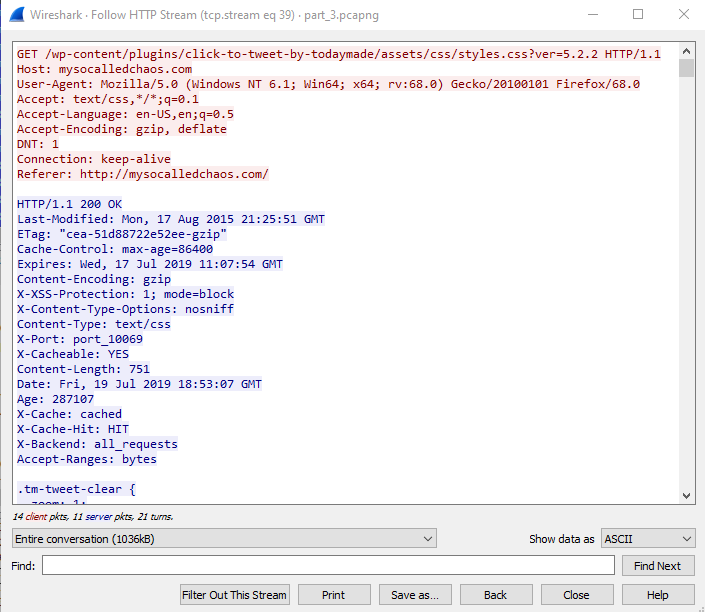 Wireshark · Follow HTTP Stream (tcp.stream eq 39) · part_3.pcapng
GET /wp-content/plugins/click-to-tweet-by-todaymade/assets/css/styles.css?ver=5.2.2 HTTP/1.1
Host: mysocalledchaos.com
User-Agent: Mozilla/5.0 (Windows NT 6.1; Win64; x64; rv:68.0) Gecko/20100101 Firefox/68.0
Accept: text/css,*/*;q=0.1
Accept-Language: en-US,en;q=0.5
Accept-Encoding: gzip, deflate
DNT: 1
Connection: keep-alive
Referer: http://mysocalledchaos.com/
HTTP/1.1 200 OK
Last-Modified: Mon, 17 Aug 2015 21:25:51 GMT
ETag: "cea-51d88722e52ee-gzip"
Cache-Control: max-age=86400
Expires: Wed, 17 Jul 2019 11:07:54 GMT
Content-Encoding: gzip
X-XSS-Protection: 1; mode=block
X-Content-Type-Options: nosniff
Content-Type: text/css
X-Port: port_10069
X-Cacheable: YES
Content-Length: 751
Date: Fri, 19 Jul 2019 18:53:07 GMT
Age: 287107
X-Cache: cached
X-Cache-Hit: HIT
X-Backend: all_requests
Accept-Ranges: bytes
.tm-tweet-clear {
zoom: 1;
14 client pkts, 11 server pkts, 21 turns.
Entire conversation (1036kB) Show data as ASCII
Find: Find Next
Filter Out This Stream Print Save as... Back Close Help